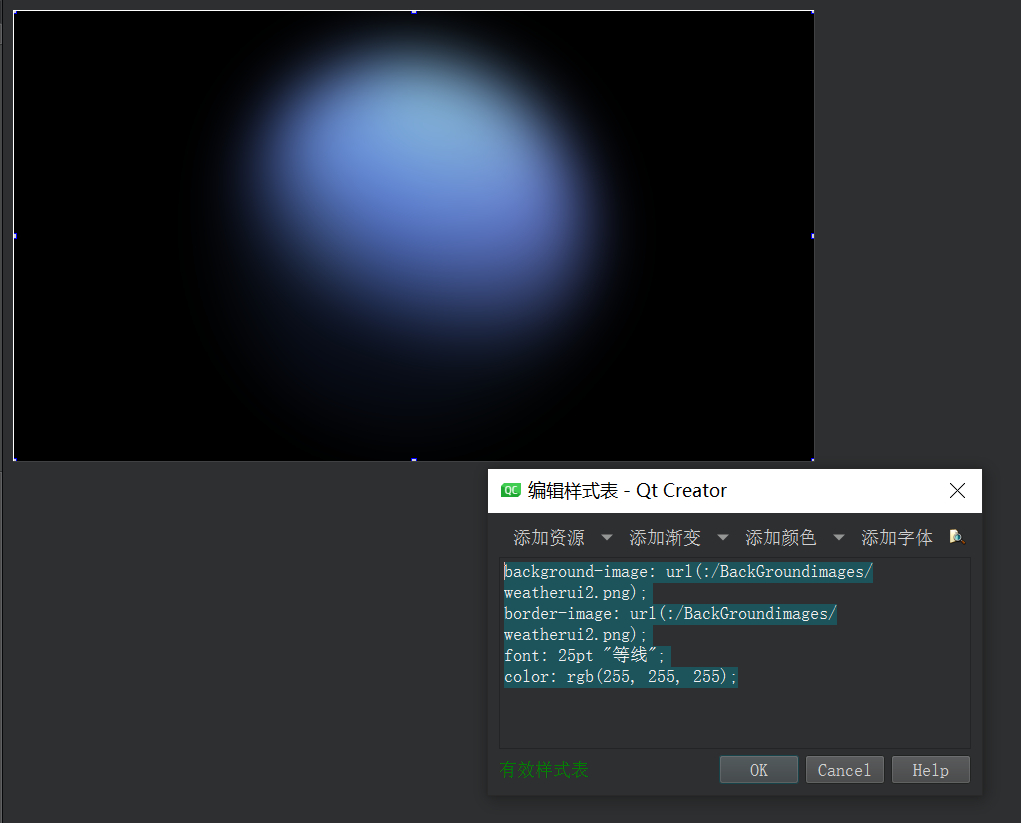 QC 编辑样式表 - Qt Creator
添加资源 添加渐变 添加颜色 添加字体
background-image: url(:/BackGroundimages/
weatherui2.png);
border-image: url(:/BackGroundimages/
weatherui2.png);
font: 25pt "等线";
color: rgb(255, 255, 255);
有效样式表 OK Cancel Help